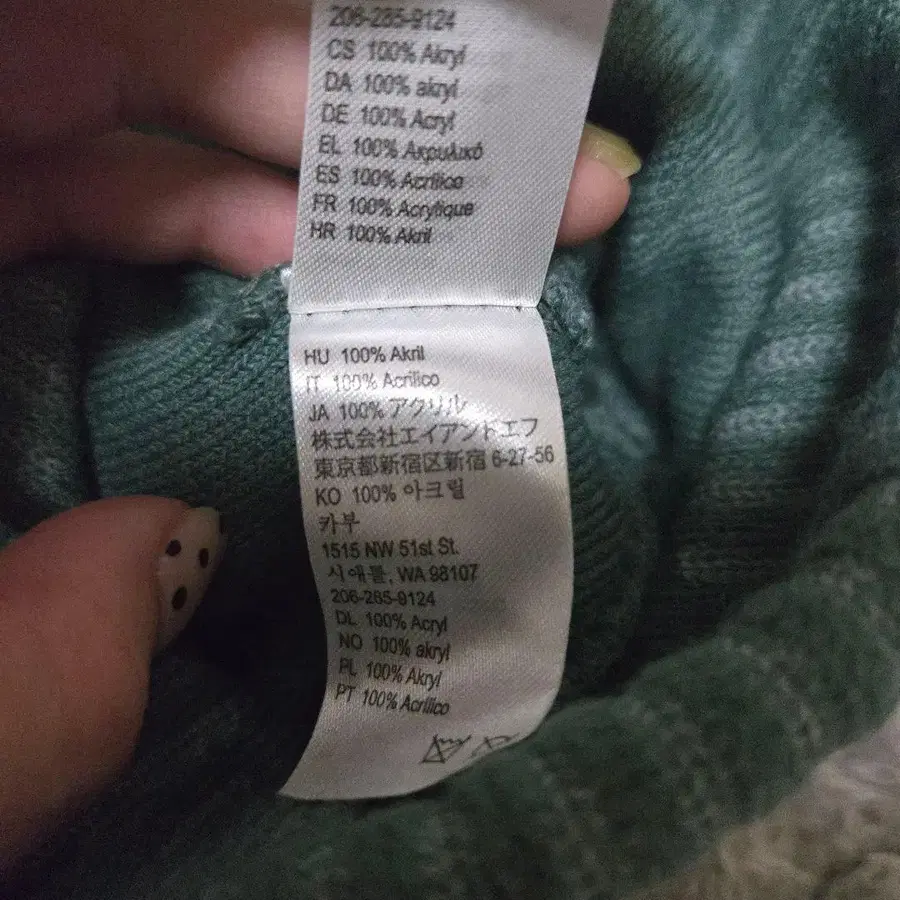 206-285-9124
CS 100% Akryl
DA 100% akryl
DE 100% Acryl
EL 100% Ακρυλικό
ES 100% Acrílico
FR 100% Acrylique
HR 100% Akril
HU 100% Akril
IT 100% Acrilico
JA 100% アクリル
株式会社エイアンドエフ
東京都新宿区新宿 6-27-56
KO 100% 아크릴
카부
1515 NW 51st St.
시애틀, WA 98107
206-285-9124
DL 100% Acryl
NO 100% akryl
PL 100% Akryl
PT 100% Acrílico